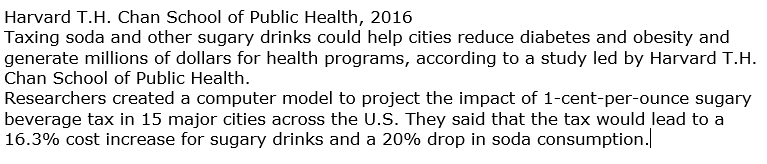 Harvard T.H. Chan School of Public Health, 2016
Taxing soda and other sugary drinks could help cities reduce diabetes and obesity and
generate millions of dollars for health programs, according to a study led by Harvard T.H.
Chan School of Public Health.
Researchers created a computer model to project the impact of 1-cent-per-ounce sugary
beverage tax in 15 major cities across the U.S. They said that the tax would lead to a
16.3% cost increase for sugary drinks and a 20% drop in soda consumption.